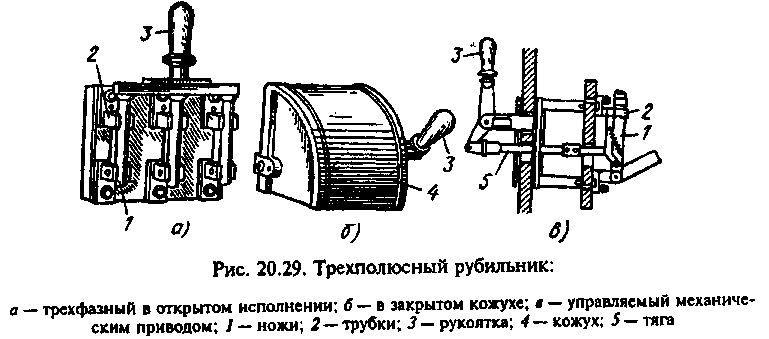 3
2
1
а)
3
4
б)
3
2
1
5
в)
Рис. 20.29. Трехполюсный рубильник:
а — трехфазный в открытом исполнении; б — в закрытом кожухе; в — управляемый механиче-
ским приводом; 1 — ножи; 2 — трубки; 3 — рукоятка; 4 — кожух; 5 — тяга